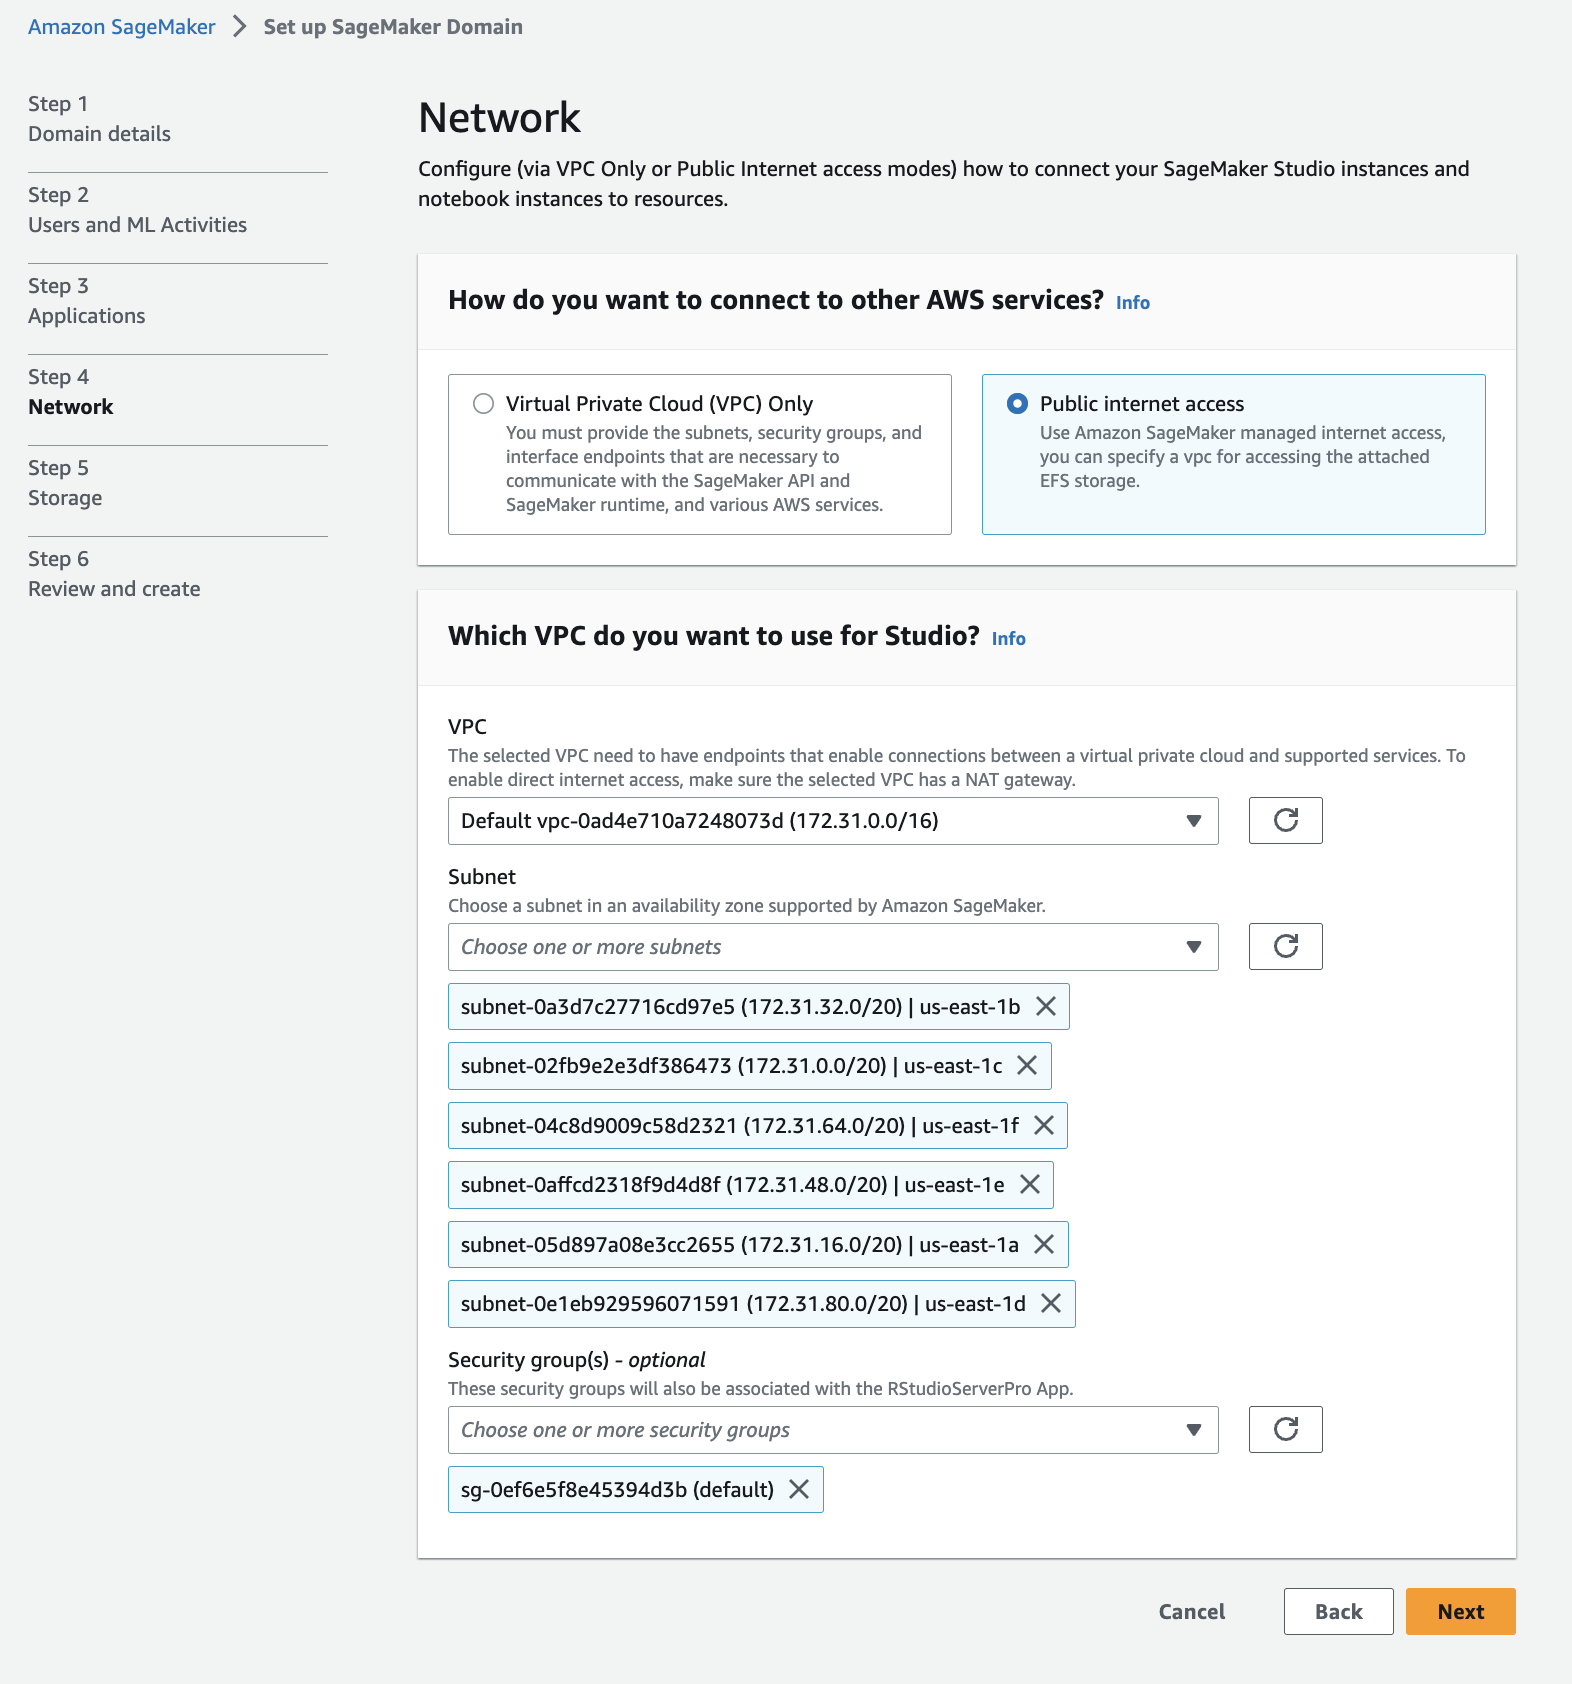 Amazon SageMaker > Set up SageMaker Domain
Step 1
Domain details
Step 2
Users and ML Activities
Step 3
Applications
Step 4
Network
Step 5
Storage
Step 6
Review and create
Network
Configure (via VPC Only or Public Internet access modes) how to connect your SageMaker Studio instances and
notebook instances to resources.
How do you want to connect to other AWS services? Info
Virtual Private Cloud (VPC) Only
You must provide the subnets, security groups, and
interface endpoints that are necessary to
communicate with the SageMaker API and
SageMaker runtime, and various AWS services.
Public internet access
Use Amazon SageMaker managed internet access,
you can specify a vpc for accessing the attached
EFS storage.
Which VPC do you want to use for Studio? Info
VPC
The selected VPC need to have endpoints that enable connections between a virtual private cloud and supported services. To
enable direct internet access, make sure the selected VPC has a NAT gateway.
Default vpc-0ad4e710a7248073d (172.31.0.0/16)
Subnet
Choose a subnet in an availability zone supported by Amazon SageMaker.
Choose one or more subnets
subnet-0a3d7c27716cd97e5 (172.31.32.0/20) | us-east-1b
subnet-02fb9e2e3df386473 (172.31.0.0/20) | us-east-1c
subnet-04c8d9009c58d2321 (172.31.64.0/20) | us-east-1f
subnet-0affcd2318f9d4d8f (172.31.48.0/20) | us-east-1e
subnet-05d897a08e3cc2655 (172.31.16.0/20) | us-east-1a
subnet-0e1eb929596071591 (172.31.80.0/20) | us-east-1d
Security group(s) - optional
These security groups will also be associated with the RStudioServerPro App.
Choose one or more security groups
sg-0ef6e5f8e45394d3b (default)
Cancel
Back
Next